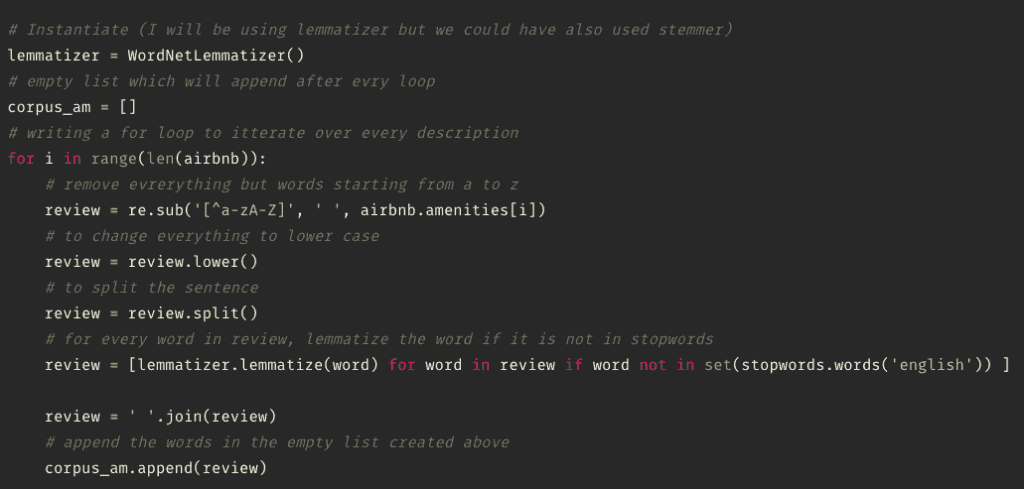 # Instantiate (I will be using lemmatizer but we could have also used stemmer)
lemmatizer = WordNetLemmatizer()
# empty list which will append after evry loop
corpus_am = []
# writing a for loop to itterate over every description
for i in range(len(airbnb)):
    # remove evrerything but words starting from a to z
    review = re.sub('[^a-zA-Z]', ' ', airbnb.amenities[i])
    # to change everything to lower case
    review = review.lower()
    # to split the sentence
    review = review.split()
    # for every word in review, lemmatize the word if it is not in stopwords
    review = [lemmatizer.lemmatize(word) for word in review if word not in set(stopwords.words('english')) ]
    review = ' '.join(review)
    # append the words in the empty list created above
    corpus_am.append(review)